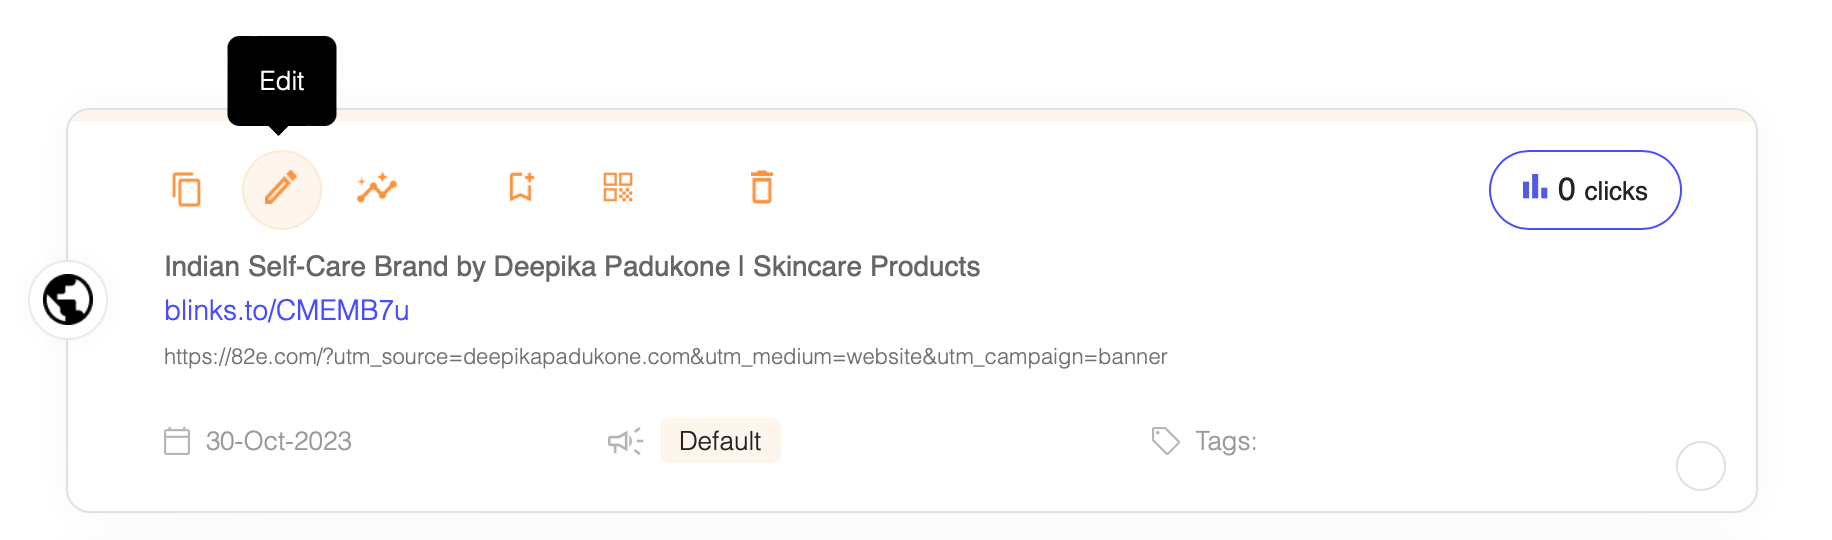 Edit
0 clicks
Indian Self-Care Brand by Deepika Padukone | Skincare Products
blinks.to/CMEMB7u
https://82e.com/?utm_source=deepikapadukone.com&utm_medium=website&utm_campaign=banner
30-Oct-2023 Default Tags: